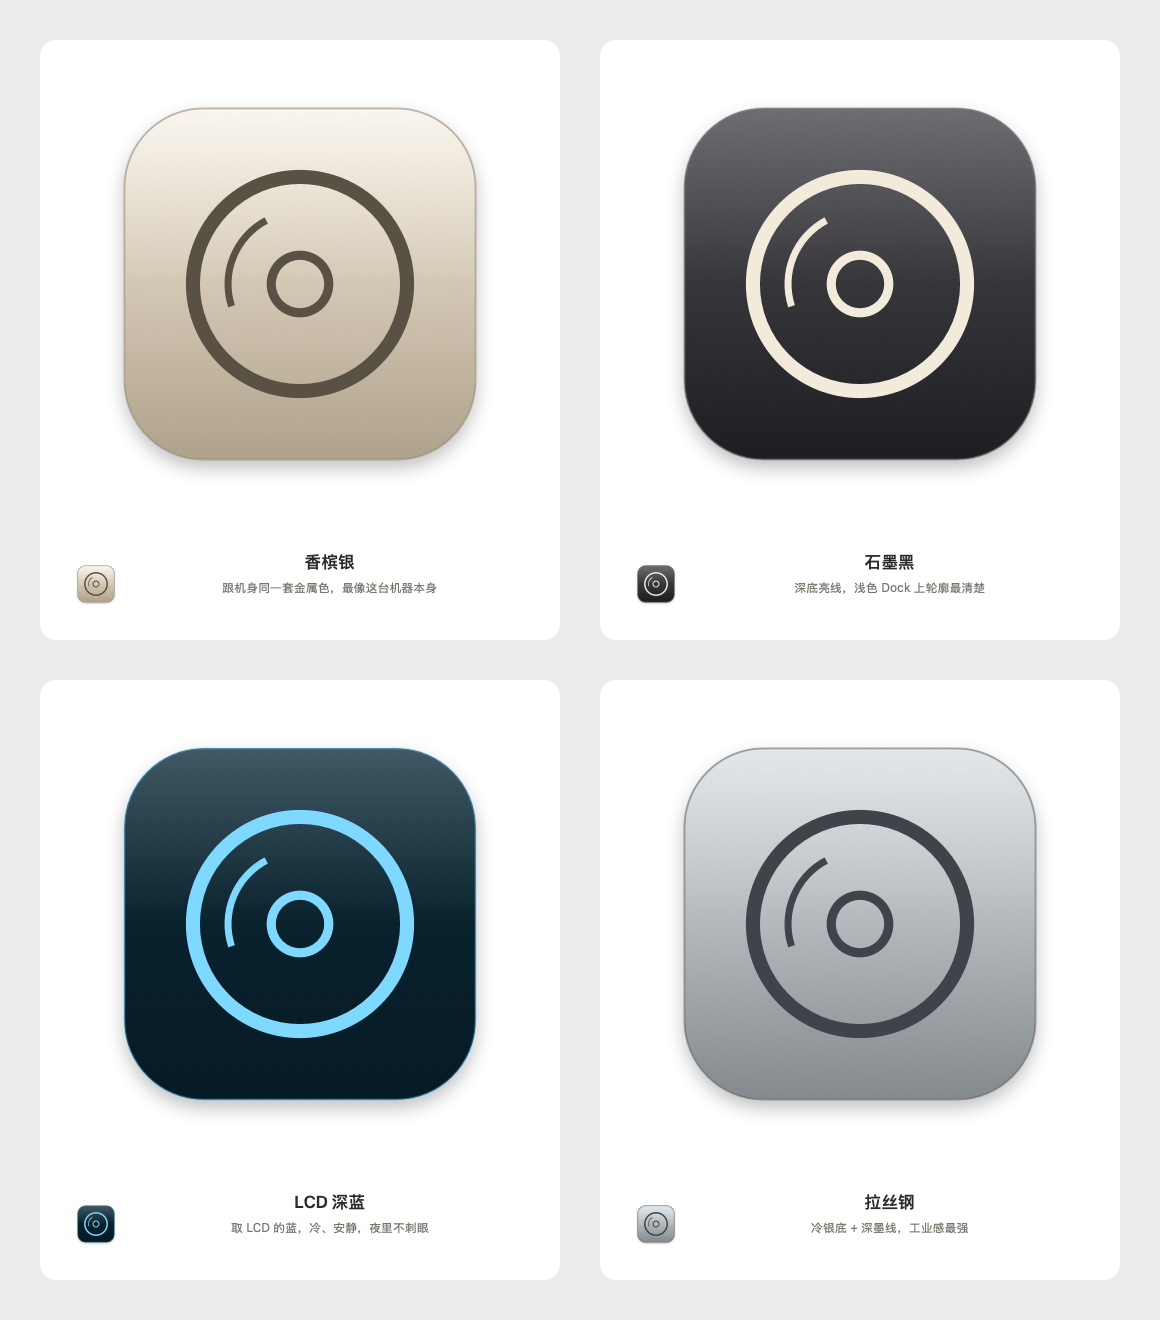 香槟银
跟机身同一套金属色，最像这台机器本身
石墨黑
深底亮线，浅色 Dock 上轮廓最清楚
LCD 深蓝
取 LCD 的蓝，冷、安静，夜里不刺眼
拉丝钢
冷银底 + 深墨线，工业感最强